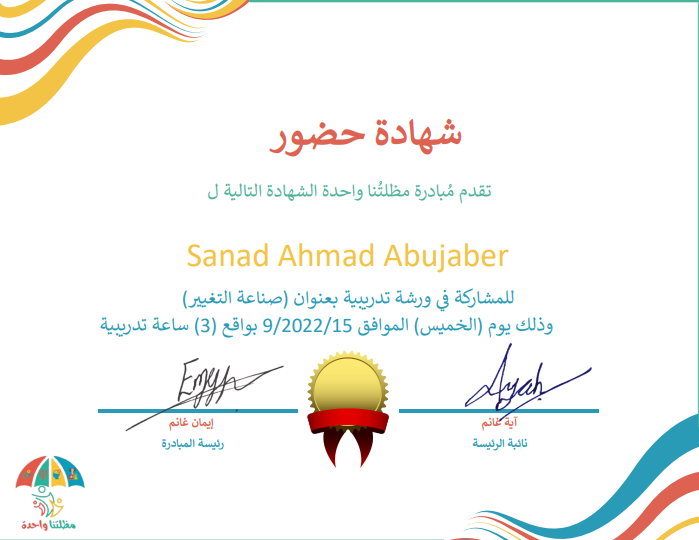 شهادة حضور
تقدم مُبادرة مظلتُنا واحدة الشهادة التالية ل
Sanad Ahmad Abujaber
للمشاركة في ورشة تدريبية بعنوان (صناعة التغيير)
وذلك يوم (الخميس) الموافق 9/2022/15 بواقع (3) ساعة تدريبية
Ayah
آية غانم
نائبة الرئيسة
إيمان غانم
رئيسة المبادرة
مظلتنا واحدة